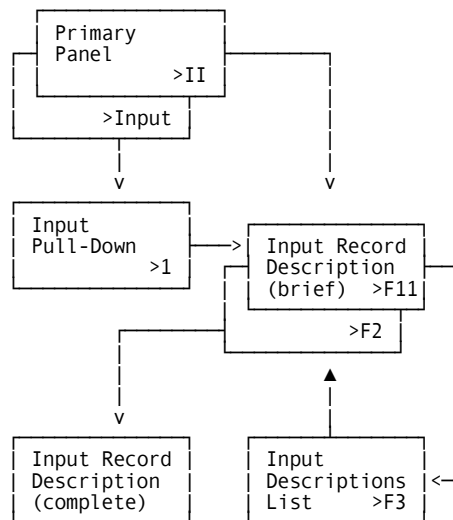 Primary
Panel
>II
>Input
Input
Pull-Down
>1
Input Record
Description
(brief) >F11
>F2
Input Record
Description
(complete)
Input
Descriptions
List >F3